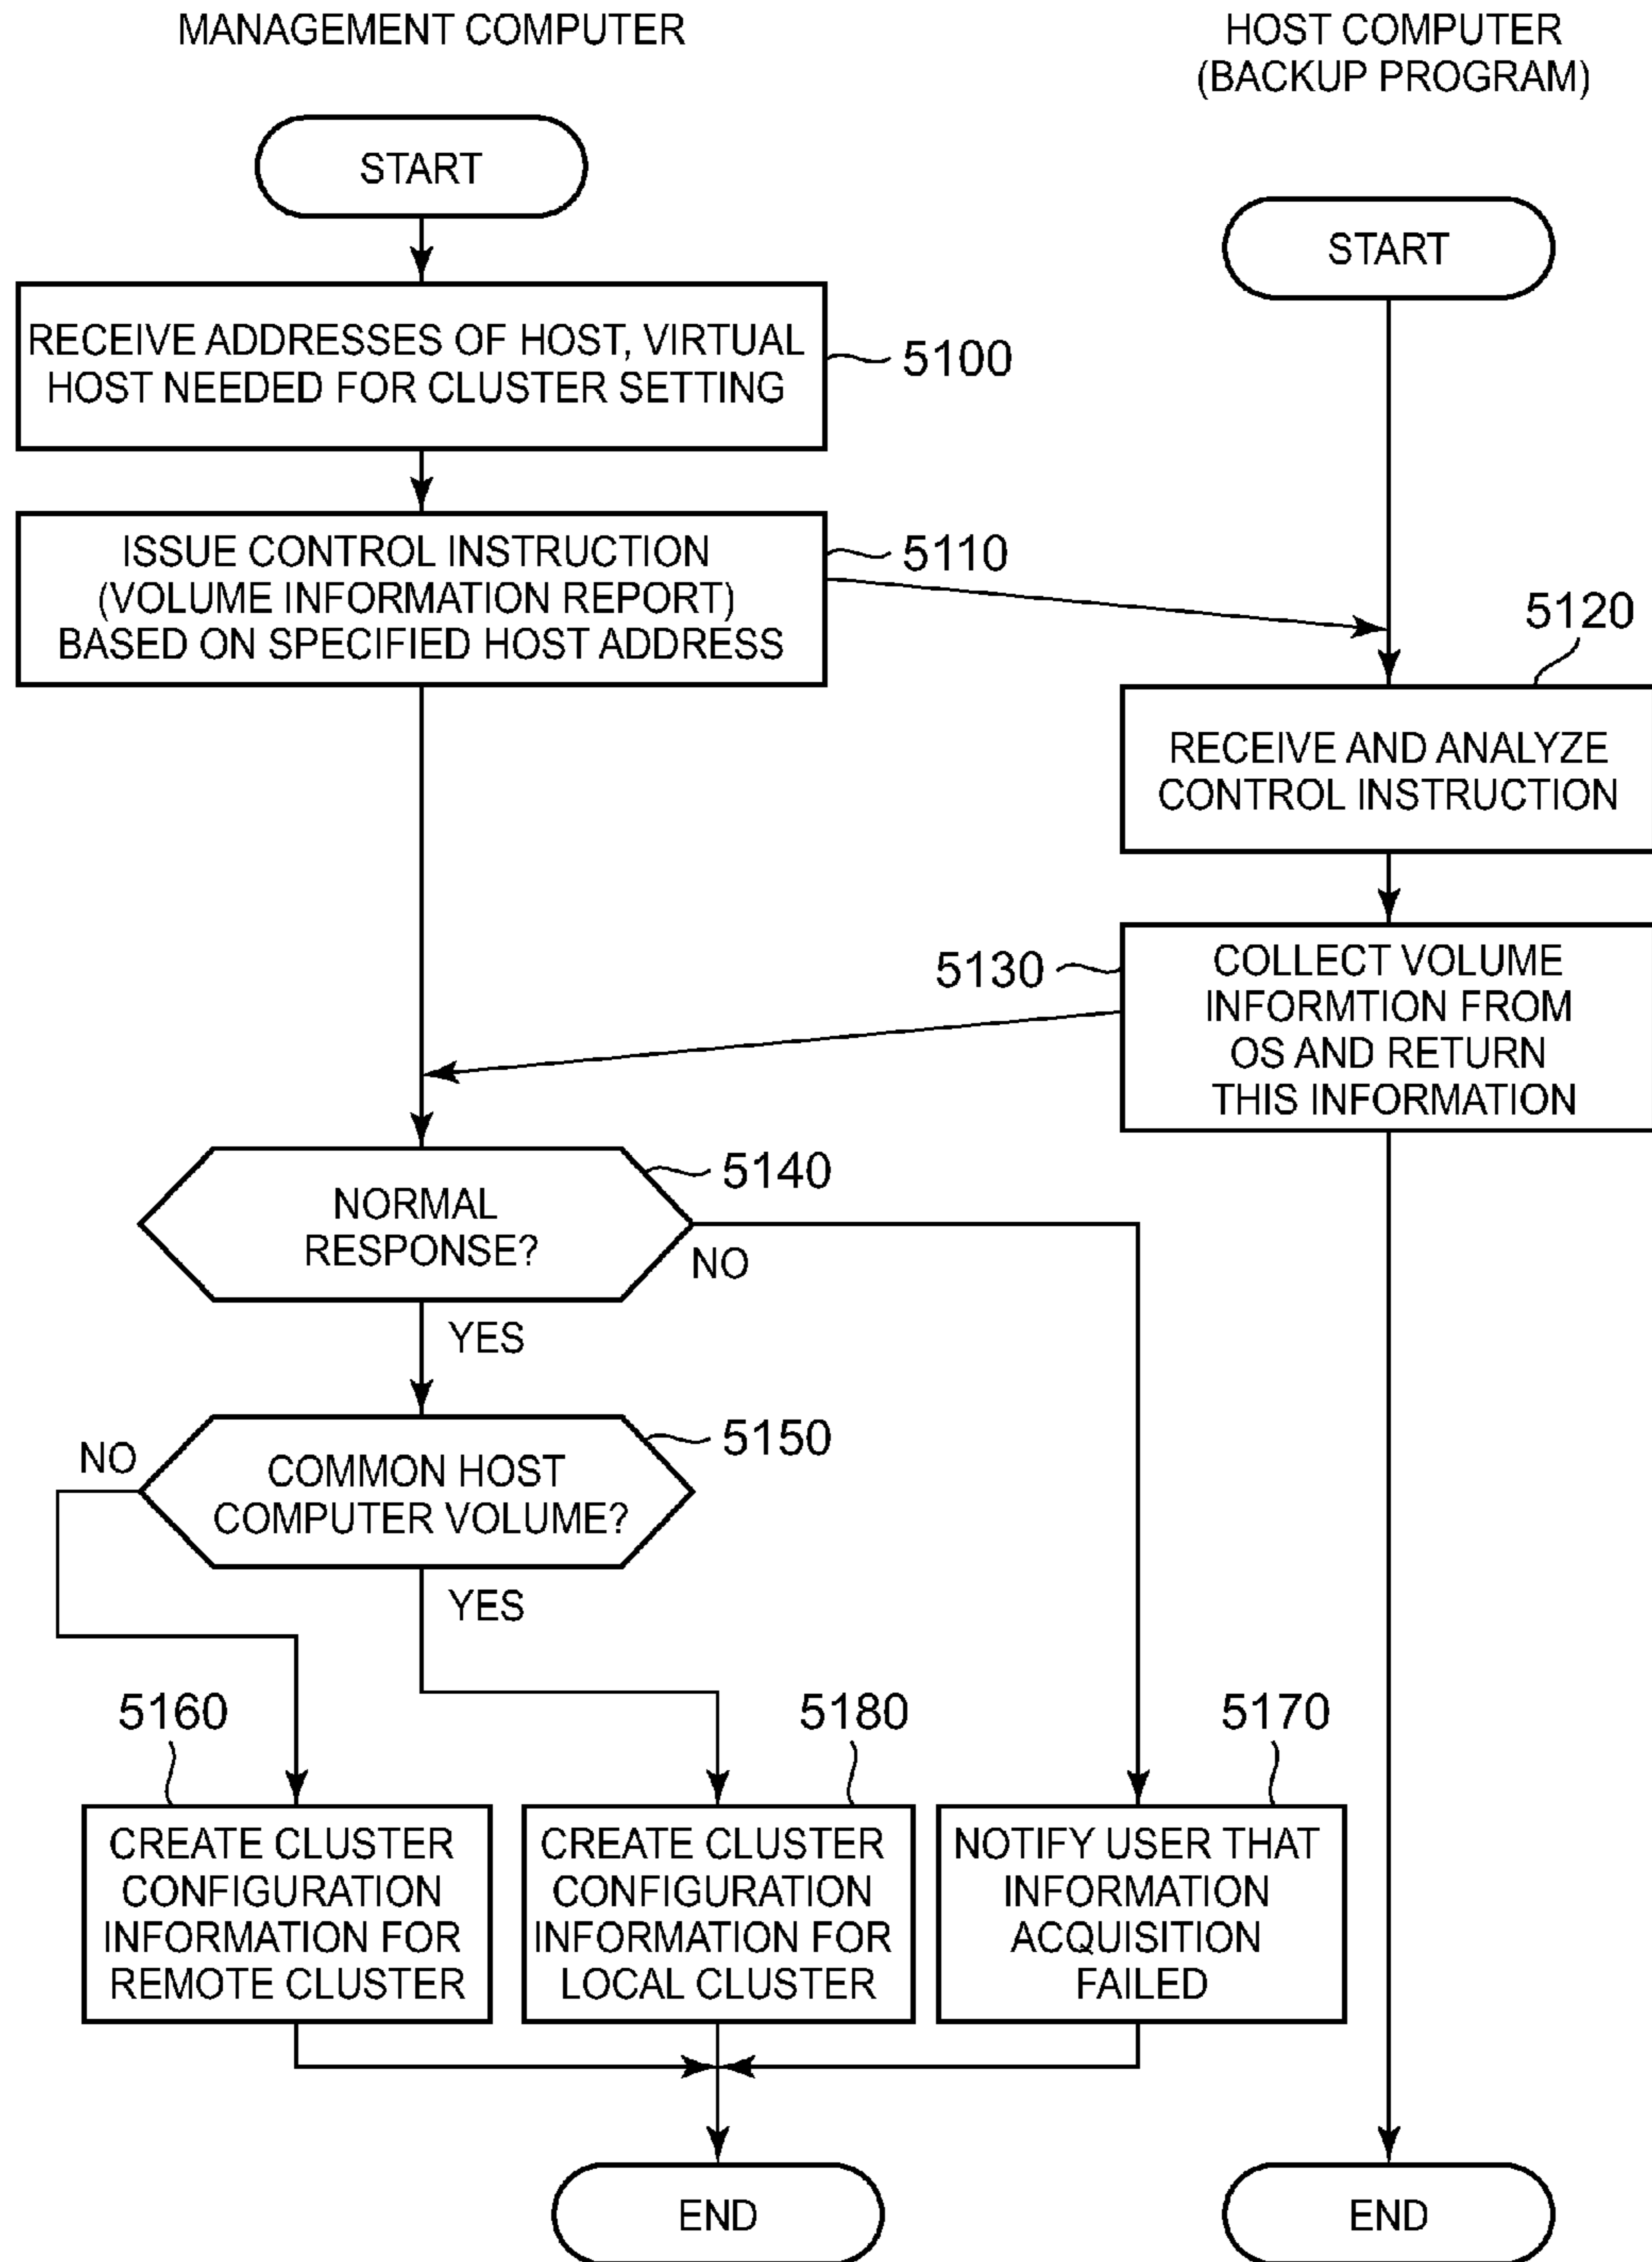 MANAGEMENT COMPUTER
HOST COMPUTER
(BACKUP PROGRAM)
START
START
RECEIVE ADDRESSES OF HOST, VIRTUAL
HOST NEEDED FOR CLUSTER SETTING
5100
ISSUE CONTROL INSTRUCTION
(VOLUME INFORMATION REPORT)
BASED ON SPECIFIED HOST ADDRESS
5110
5120
RECEIVE AND ANALYZE
CONTROL INSTRUCTION
5130
COLLECT VOLUME
INFORMTION FROM
OS AND RETURN
THIS INFORMATION
NORMAL
RESPONSE?
5140
NO
YES
COMMON HOST
COMPUTER VOLUME?
5150
NO
YES
5160
CREATE CLUSTER
CONFIGURATION
INFORMATION FOR
REMOTE CLUSTER
5180
CREATE CLUSTER
CONFIGURATION
INFORMATION FOR
LOCAL CLUSTER
5170
NOTIFY USER THAT
INFORMATION
ACQUISITION
FAILED
END
END